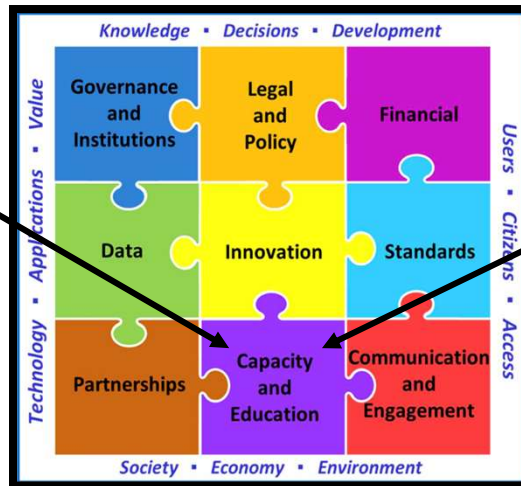 Knowledge ▪ Decisions ▪ Development
Technology ▪ Applications ▪ Value
Governance
and
Institutions
Legal
and
Policy
Financial
Data
Innovation
Standards
Partnerships
Capacity
and
Education
Communication
and
Engagement
Users ▪ Citizens ▪ Access
Society ▪ Economy ▪ Environment